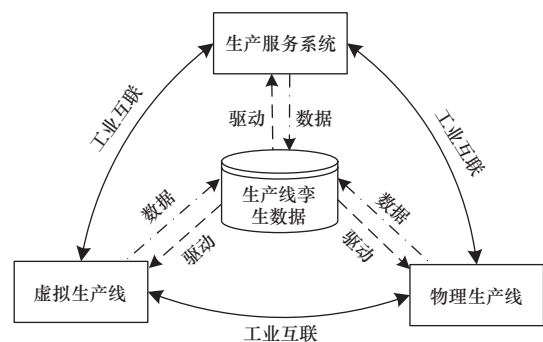 生产服务系统
工业互联
工业互联
驱动
数据
生产线孪
生数据
数据
驱动
数据
驱动
虚拟生产线
物理生产线
工业互联